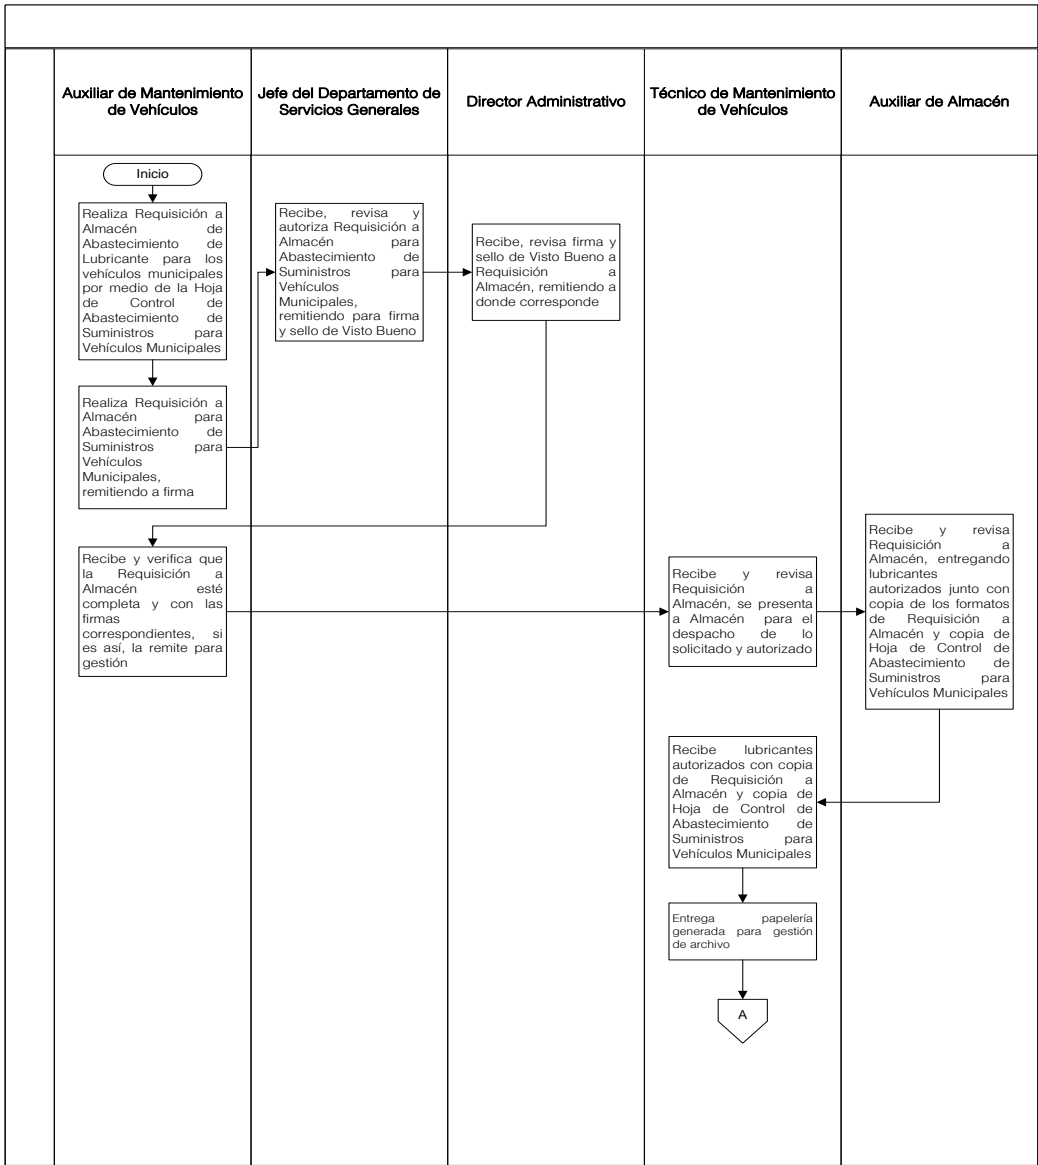 Auxiliar de Mantenimiento
de Vehículos
Jefe del Departamento de
Servicios Generales
Director Administrativo
Técnico de Mantenimiento
de Vehículos
Auxiliar de Almacén
Inicio
Realiza Requisición a
Almacén de
Abastecimiento de
Lubricante para los
vehículos municipales
por medio de la Hoja
de Control de
Abastecimiento de
Suministros para
Vehículos Municipales
Realiza Requisición a
Almacén para
Abastecimiento de
Suministros para
Vehículos
Municipales,
remitiendo a firma
Recibe, revisa y
autoriza Requisición a
Almacén para
Abastecimiento de
Suministros para
Vehículos
Municipales,
remitiendo para firma
y sello de Visto Bueno
Recibe, revisa firma y
sello de Visto Bueno a
Requisición a
Almacén, remitiendo a
donde corresponde
Recibe y verifica que
la Requisición a
Almacén esté
completa y con las
firmas
correspondientes, si
es así, la remite para
gestión
Recibe y revisa
Requisición a
Almacén, se presenta
a Almacén para el
despacho de lo
solicitado y autorizado
Recibe y revisa
Requisición a
Almacén, entregando
lubricantes
autorizados junto con
copia de los formatos
de Requisición a
Almacén y copia de
Hoja de Control de
Abastecimiento de
Suministros para
Vehículos Municipales
Recibe lubricantes
autorizados con copia
de Requisición a
Almacén y copia de
Hoja de Control de
Abastecimiento de
Suministros para
Vehículos Municipales
Entrega papelería
generada para gestión
de archivo
A